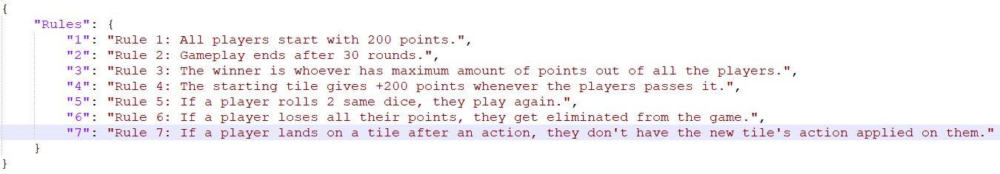 {
"Rules": {
"1": "Rule 1: All players start with 200 points.",
"2": "Rule 2: Gameplay ends after 30 rounds.",
"3": "Rule 3: The winner is whoever has maximum amount of points out of all the players.",
"4": "Rule 4: The starting tile gives +200 points whenever the players passes it.",
"5": "Rule 5: If a player rolls 2 same dice, they play again.",
"6": "Rule 6: If a player loses all their points, they get eliminated from the game.",
"7": "Rule 7: If a player lands on a tile after an action, they don't have the new tile's action applied on them."
}
}